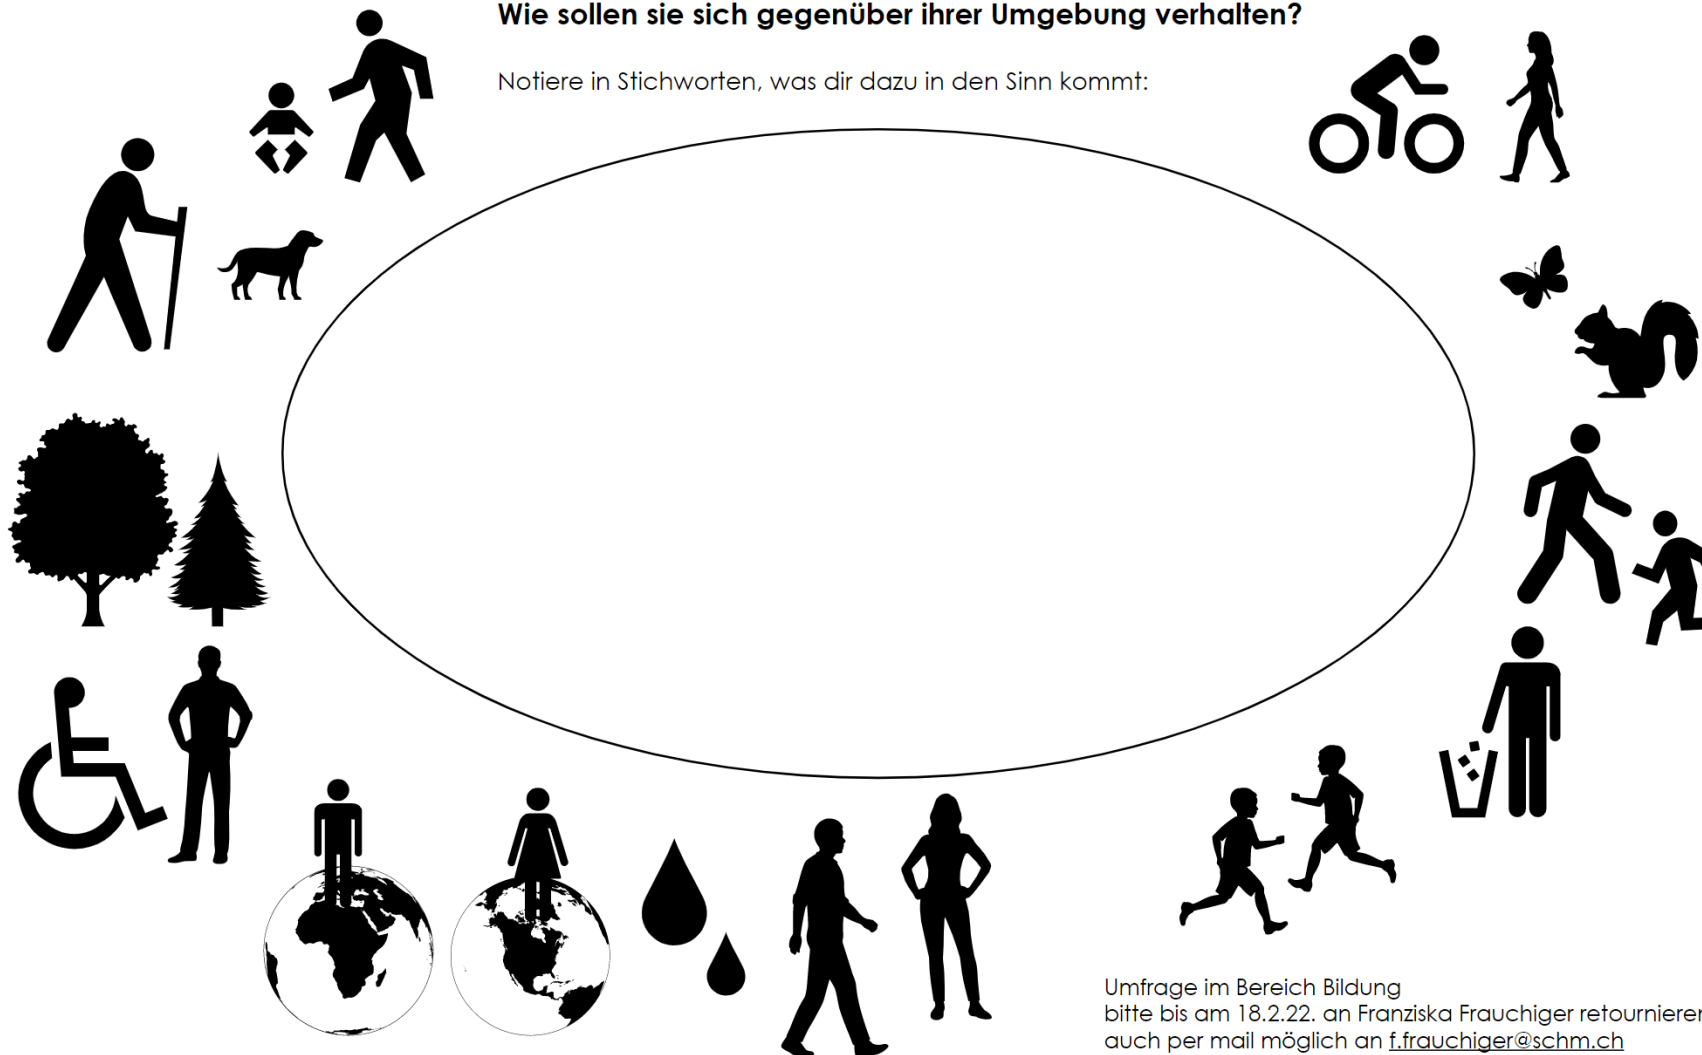 Wie sollen sie sich gegenüber ihrer Umgebung verhalten?
Notiere in Stichworten, was dir dazu in den Sinn kommt:
Umfrage im Bereich Bildung
bitte bis am 18.2.22. an Franziska Frauchiger retournieren
auch per mail möglich an f.frauchiger@schm.ch